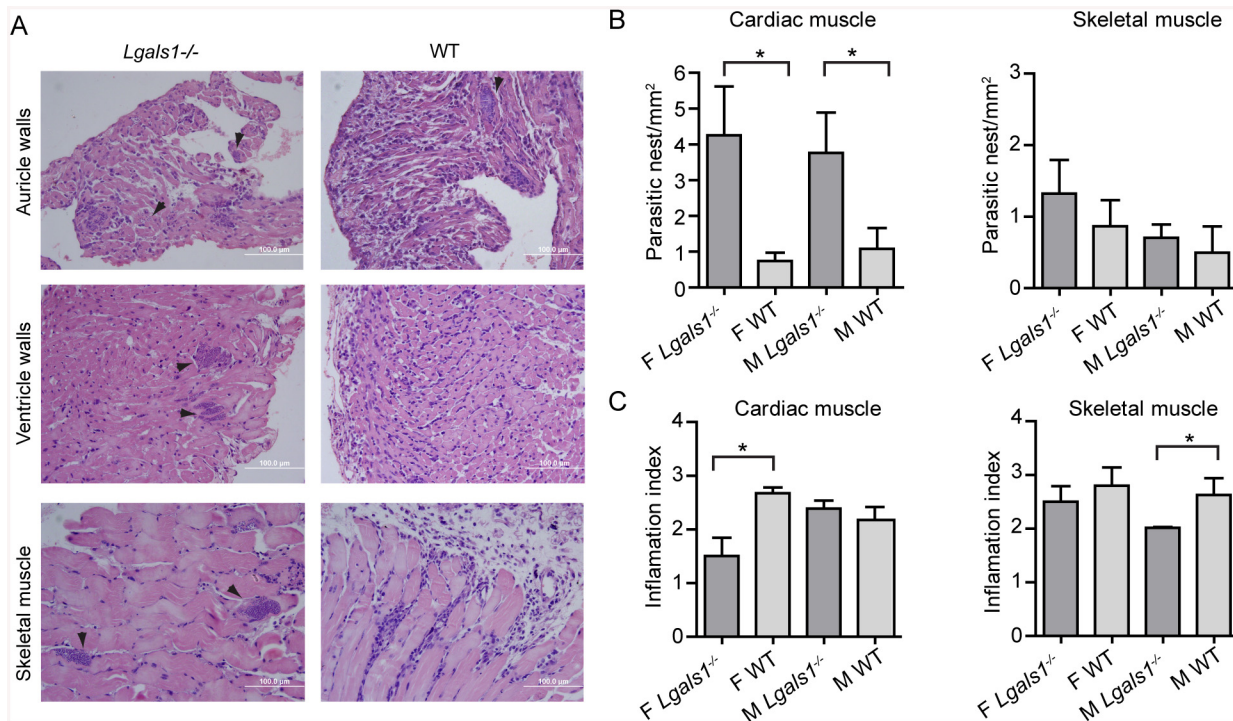 A
Lgals1-/-
WT
Auricle walls
100.0 µm
100.0 µm
Ventricle walls
100.0 µm
100.0 µm
Skeletal muscle
100.0 µm
100.0 µm
B
Cardiac muscle
Parasitic nest/mm²
6
5
4
3
2
1
0
*
*
F Lgals1-/-
F WT
M Lgals1-/-
M WT
Skeletal muscle
Parasitic nest/mm²
3
2
1
0
F Lgals1-/-
F WT
M Lgals1-/-
M WT
C
Cardiac muscle
Inflamation index
4
3
2
1
0
*
F Lgals1-/-
F WT
M Lgals1-/-
M WT
Skeletal muscle
Inflamation index
4
3
2
1
0
*
F Lgals1-/-
F WT
M Lgals1-/-
M WT